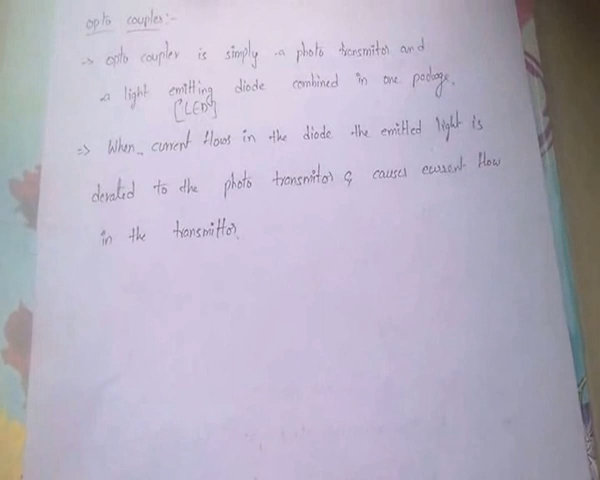 opto coupler:-
=> opto coupler is simply a photo transmitor and
a light emitting diode combined in one package.
[LED]
=> When current flows in the diode the emitted light is
derated to the photo transmitor & causes current flow
in the transmittor.